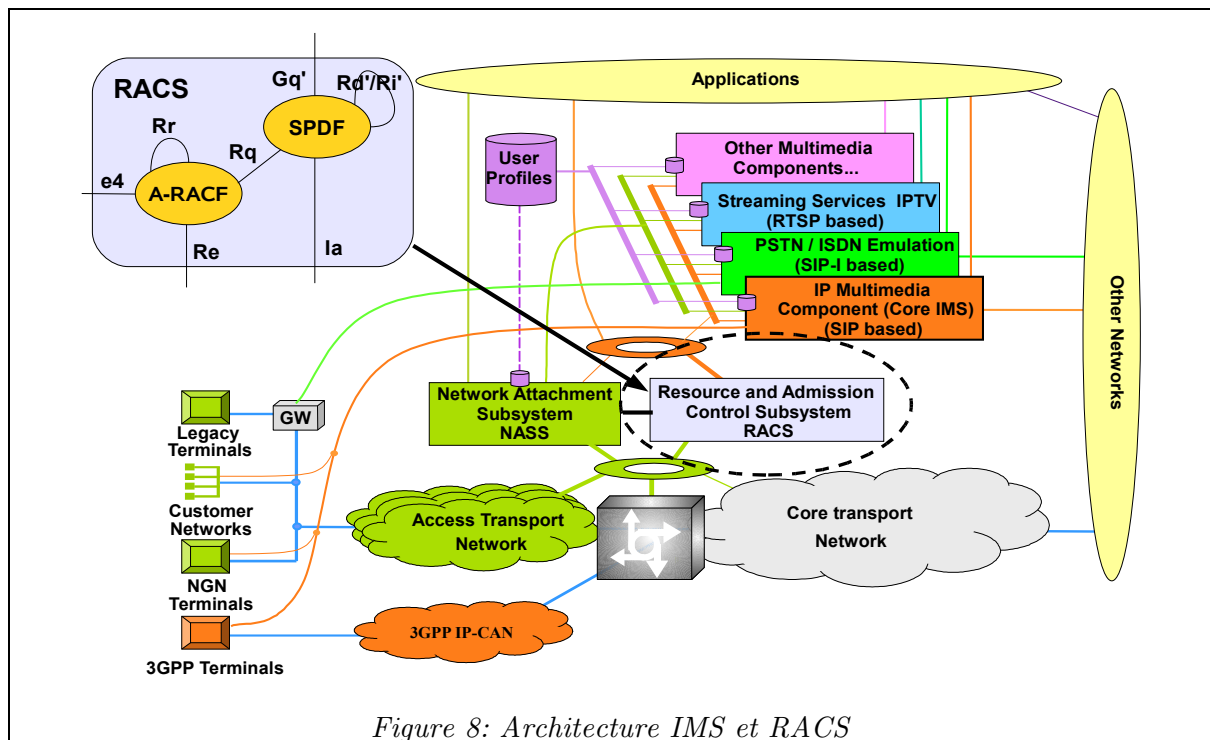 RACS
Gq'
Rd'/Ri'
SPDF
Rr
Rq
e4
A-RACF
Re
Ia
Applications
User
Profiles
Other Multimedia
Components...
Streaming Services IPTV
(RTSP based)
PSTN / ISDN Emulation
(SIP-I based)
IP Multimedia
Component (Core IMS)
(SIP based)
Other Networks
Network Attachment
Subsystem
NASS
Resource and Admission
Control Subsystem
RACS
GW
Legacy
Terminals
Customer
Networks
NGN
Terminals
3GPP Terminals
Access Transport
Network
Core transport
Network
3GPP IP-CAN
Figure 8: Architecture IMS et RACS